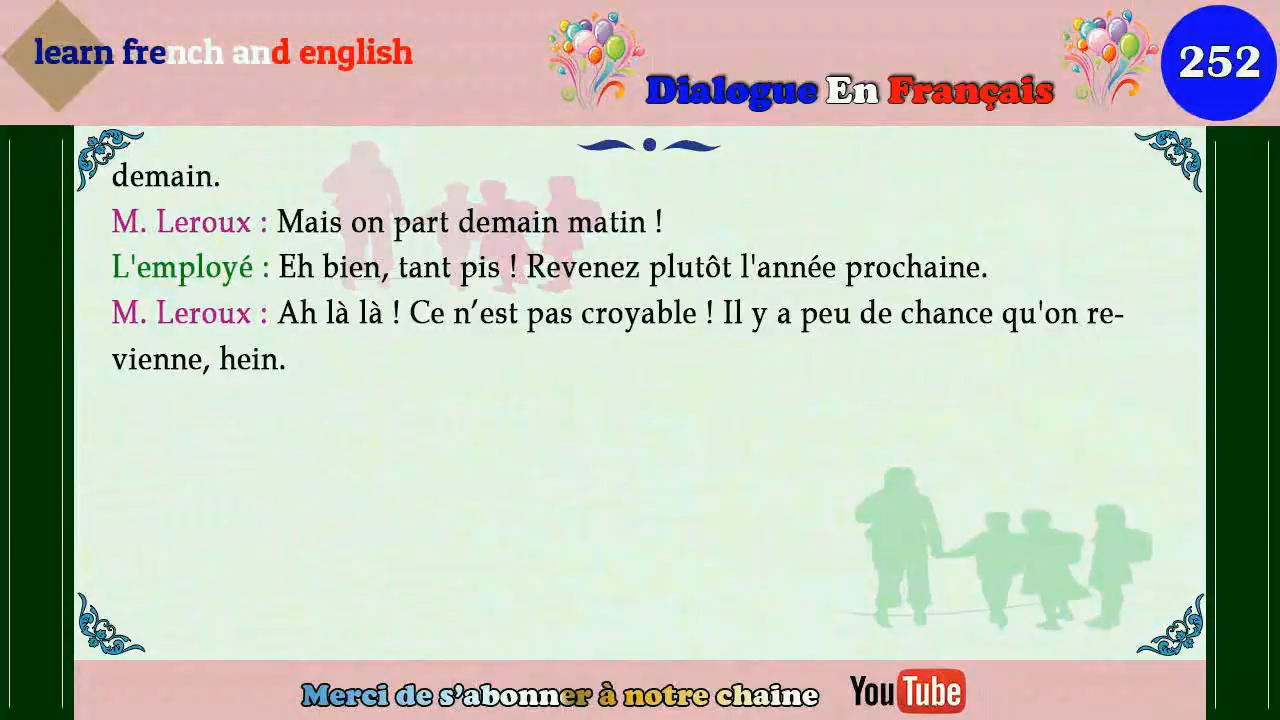 learn french and english
Dialogue En Français
252
demain.
M. Leroux : Mais on part demain matin !
L'employé : Eh bien, tant pis ! Revenez plutôt l'année prochaine.
M. Leroux : Ah là là ! Ce n’est pas croyable ! Il y a peu de chance qu'on re-
vienne, hein.
Merci de s’abonner à notre chaine
YouTube